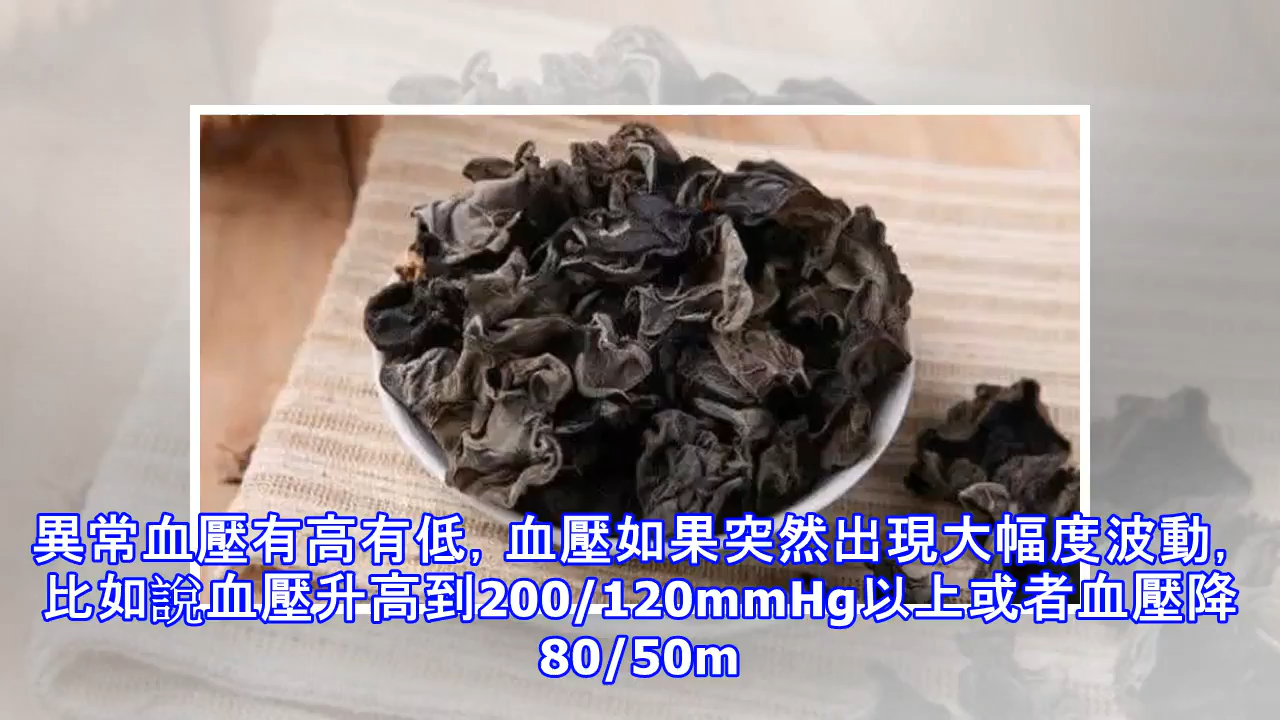 異常血壓有高有低, 血壓如果突然出現大幅度波動,
比如說血壓升高到200/120mmHg以上或者血壓降
80/50m